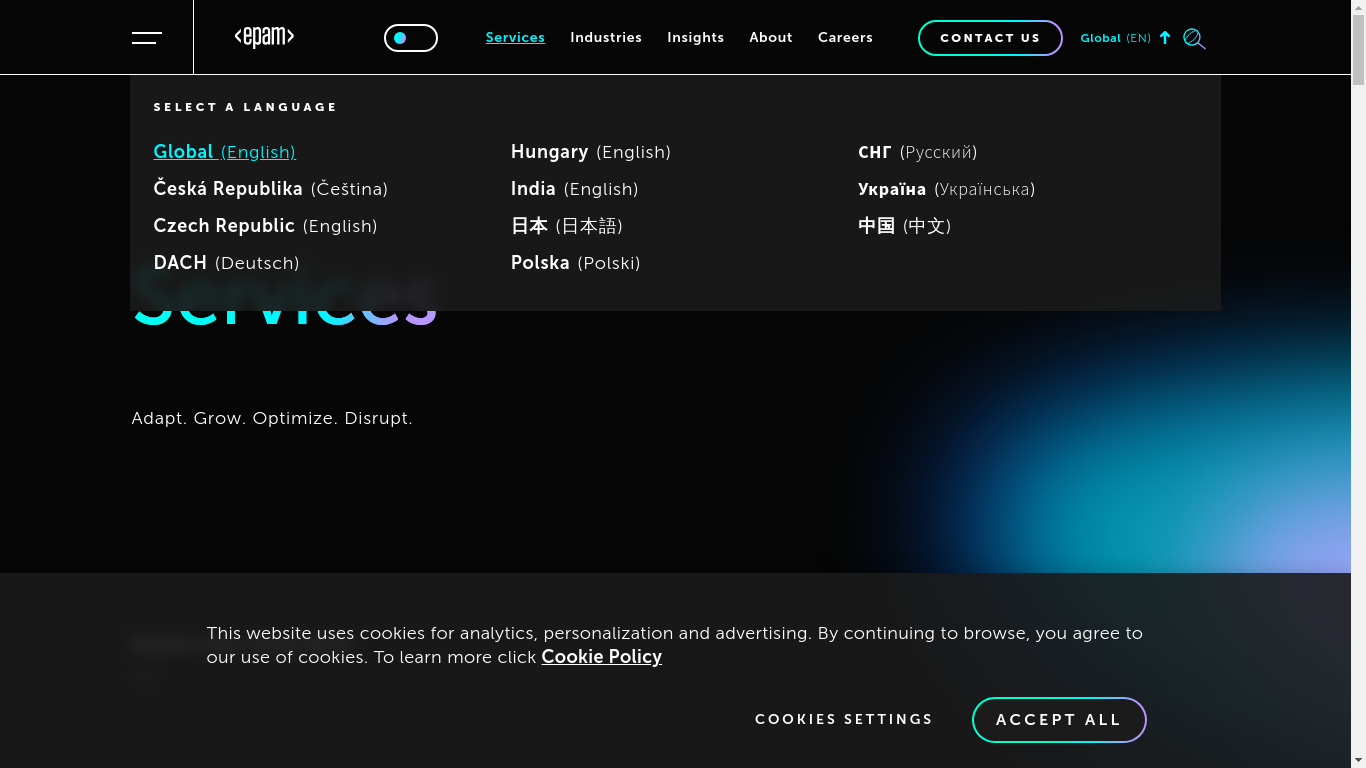 <epam>
Services
Industries
Insights
About
Careers
CONTACT US
Global (EN)
SELECT A LANGUAGE
Global (English)
Česká Republika (Čeština)
Czech Republic (English)
DACH (Deutsch)
Hungary (English)
India (English)
日本 (日本語)
Polska (Polski)
СНГ (Русский)
Україна (Українська)
中国 (中文)
Services
Adapt. Grow. Optimize. Disrupt.
This website uses cookies for analytics, personalization and advertising. By continuing to browse, you agree to
our use of cookies. To learn more click Cookie Policy
COOKIES SETTINGS
ACCEPT ALL